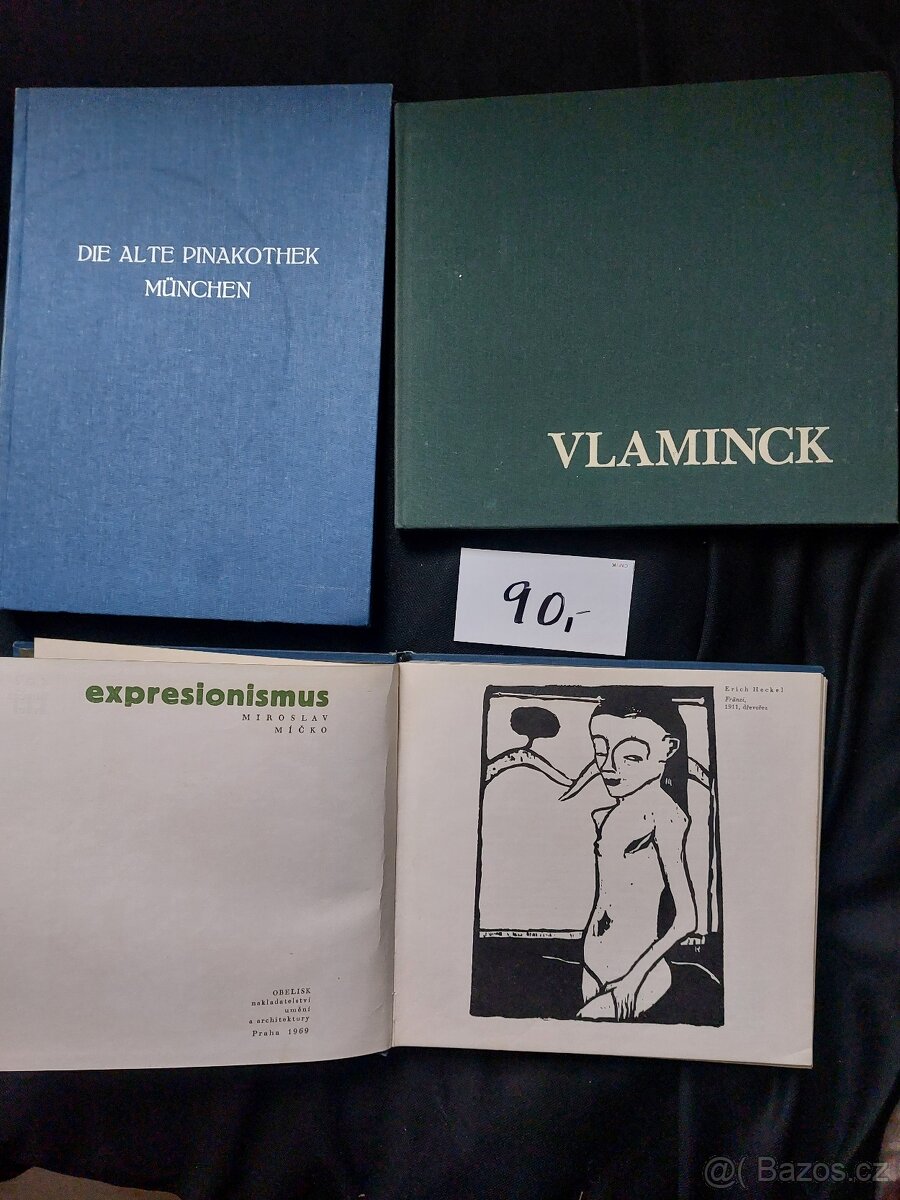 DIE ALTE PINAKOTHEK
MÜNCHEN
VLAMINCK
90,-
expresionismus
MIROSLAV
MÍČKO
Erich Heckel
Fränzi,
1911, dřevořez
OBELISK
nakladatelství
umění
a architektury
Praha 1969
@( Bazos.cz